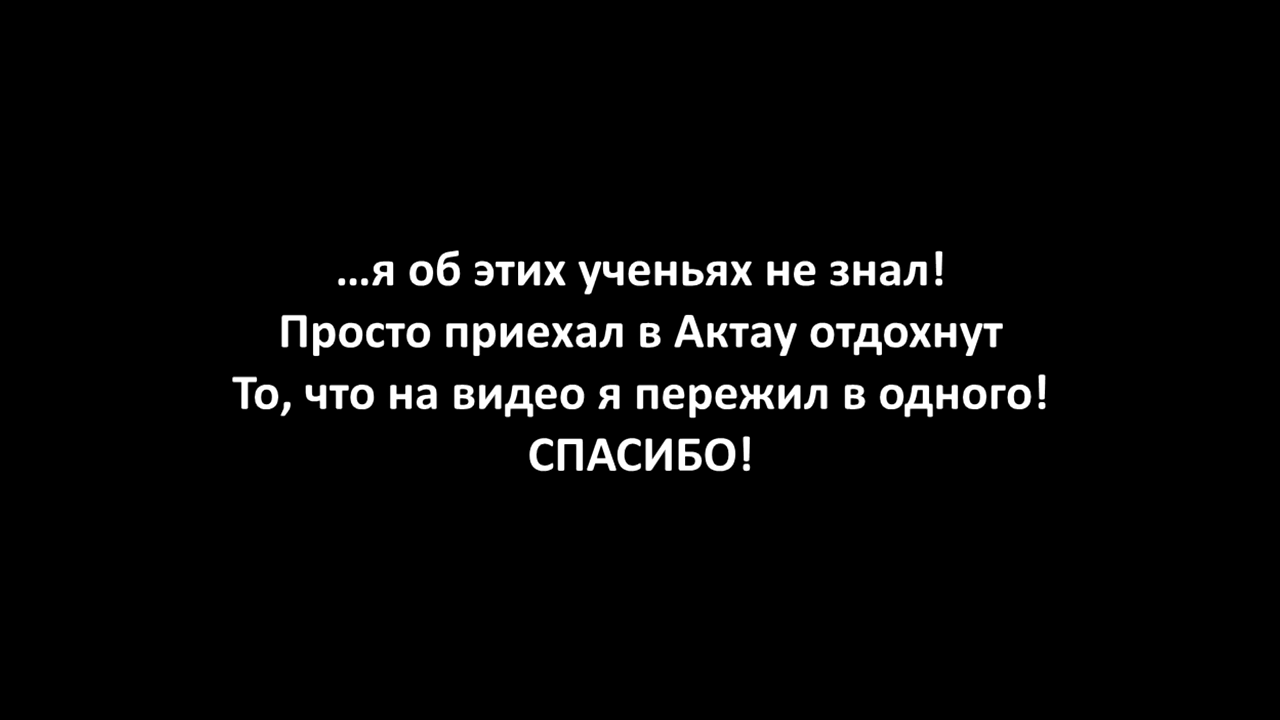 ...я об этих ученьях не знал!
Просто приехал в Актау отдохнут
То, что на видео я пережил в одного!
СПАСИБО!